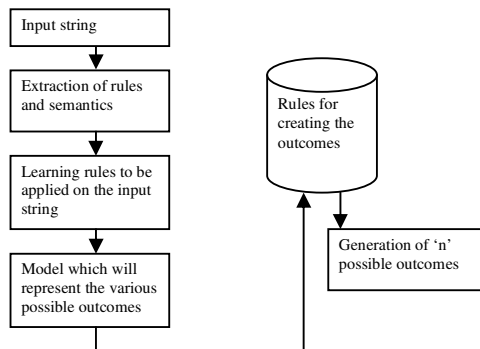 Input string
Extraction of rules
and semantics
Learning rules to be
applied on the input
string
Model which will
represent the various
possible outcomes
Rules for
creating the
outcomes
Generation of ‘n’
possible outcomes